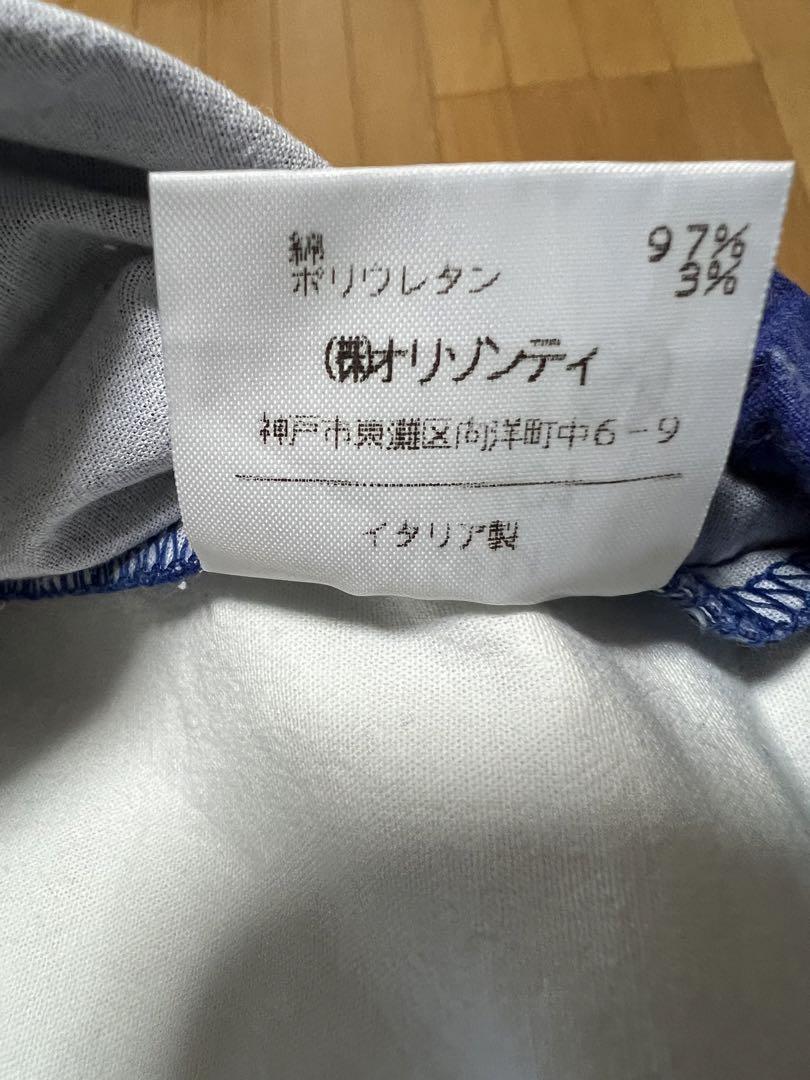 綿 97%
ポリウレタン 3%
㈱オリゾンティ
神戸市東灘区向洋町中6-9
イタリア製